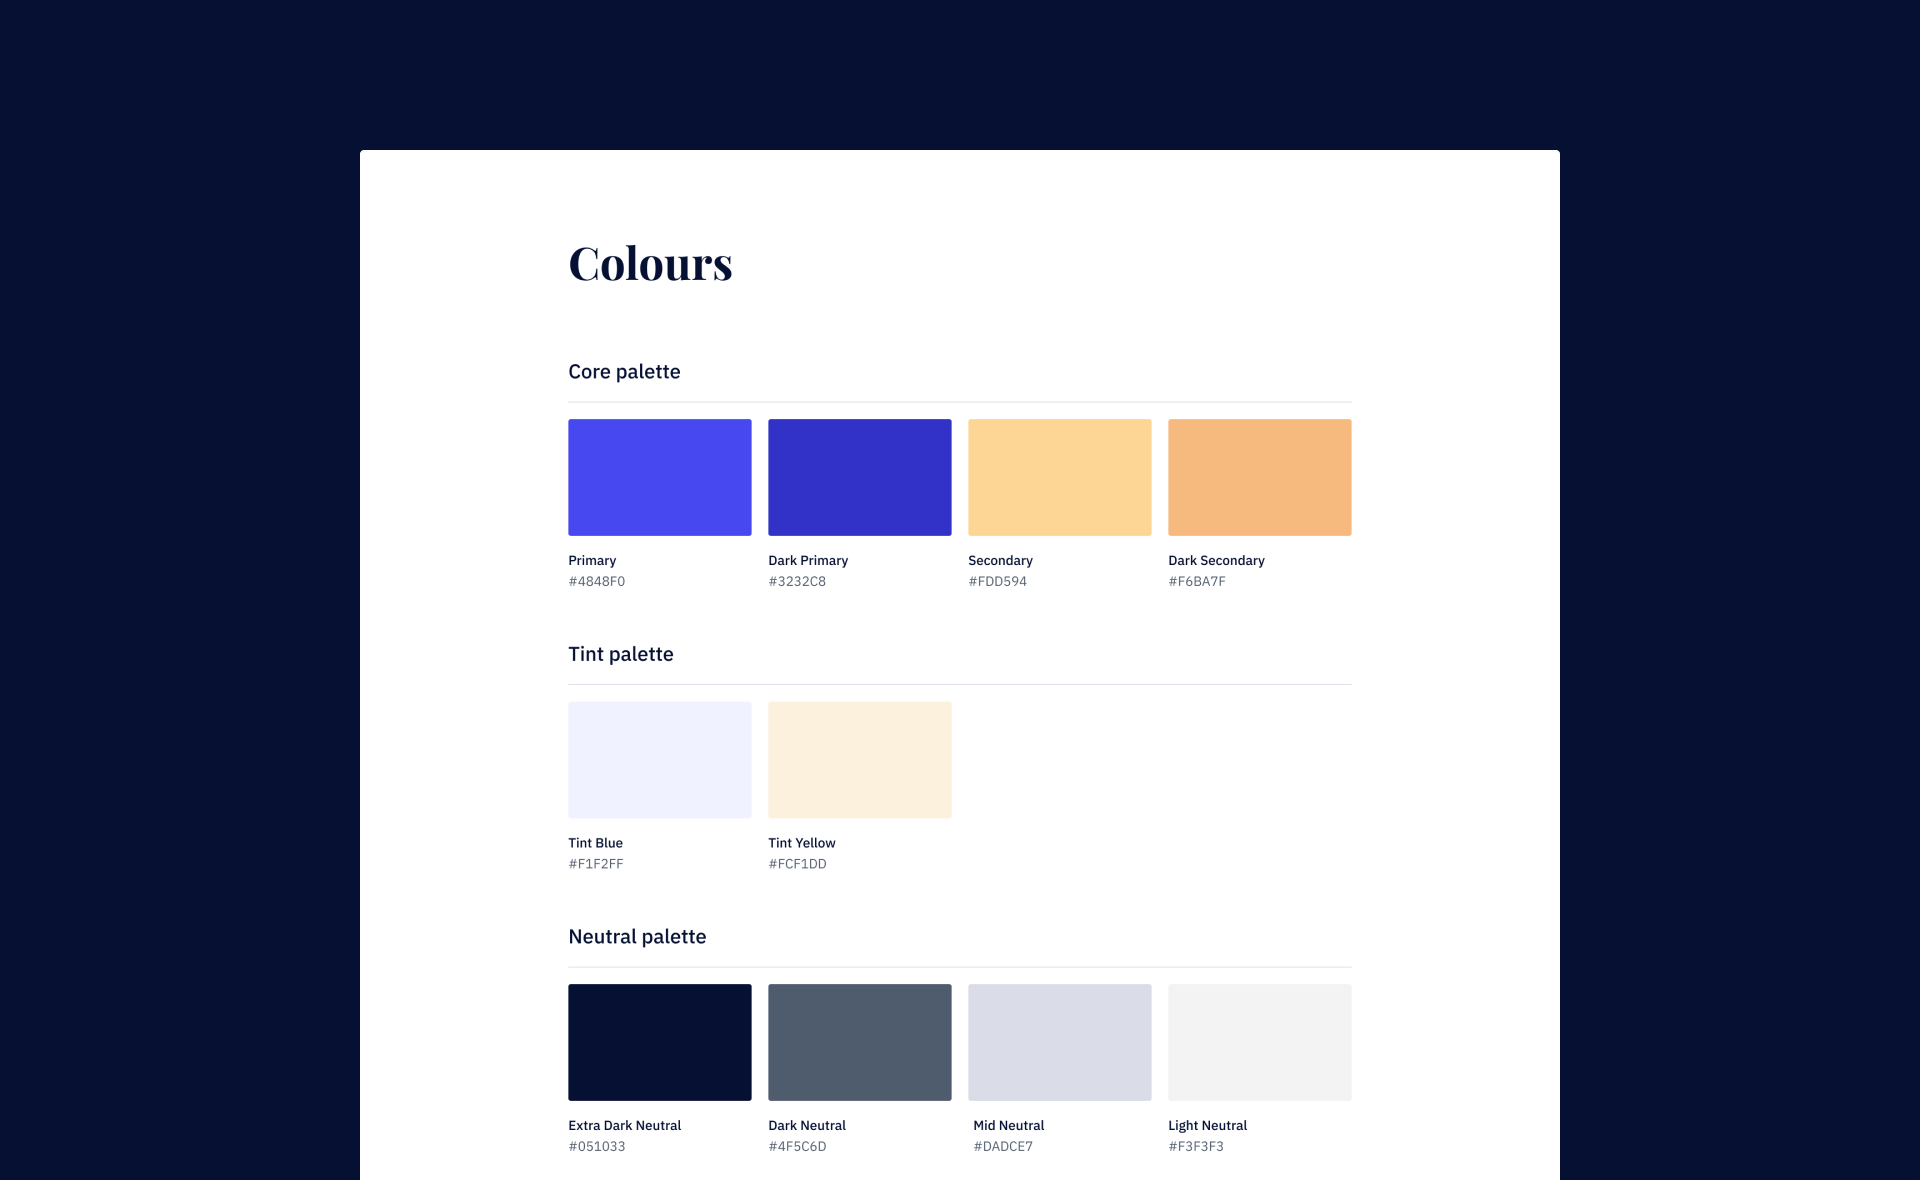 Colours
Core palette
Primary
#4848F0
Dark Primary
#3232C8
Secondary
#FDD594
Dark Secondary
#F6BA7F
Tint palette
Tint Blue
#F1F2FF
Tint Yellow
#FCF1DD
Neutral palette
Extra Dark Neutral
#051033
Dark Neutral
#4F5C6D
Mid Neutral
#DADCE7
Light Neutral
#F3F3F3